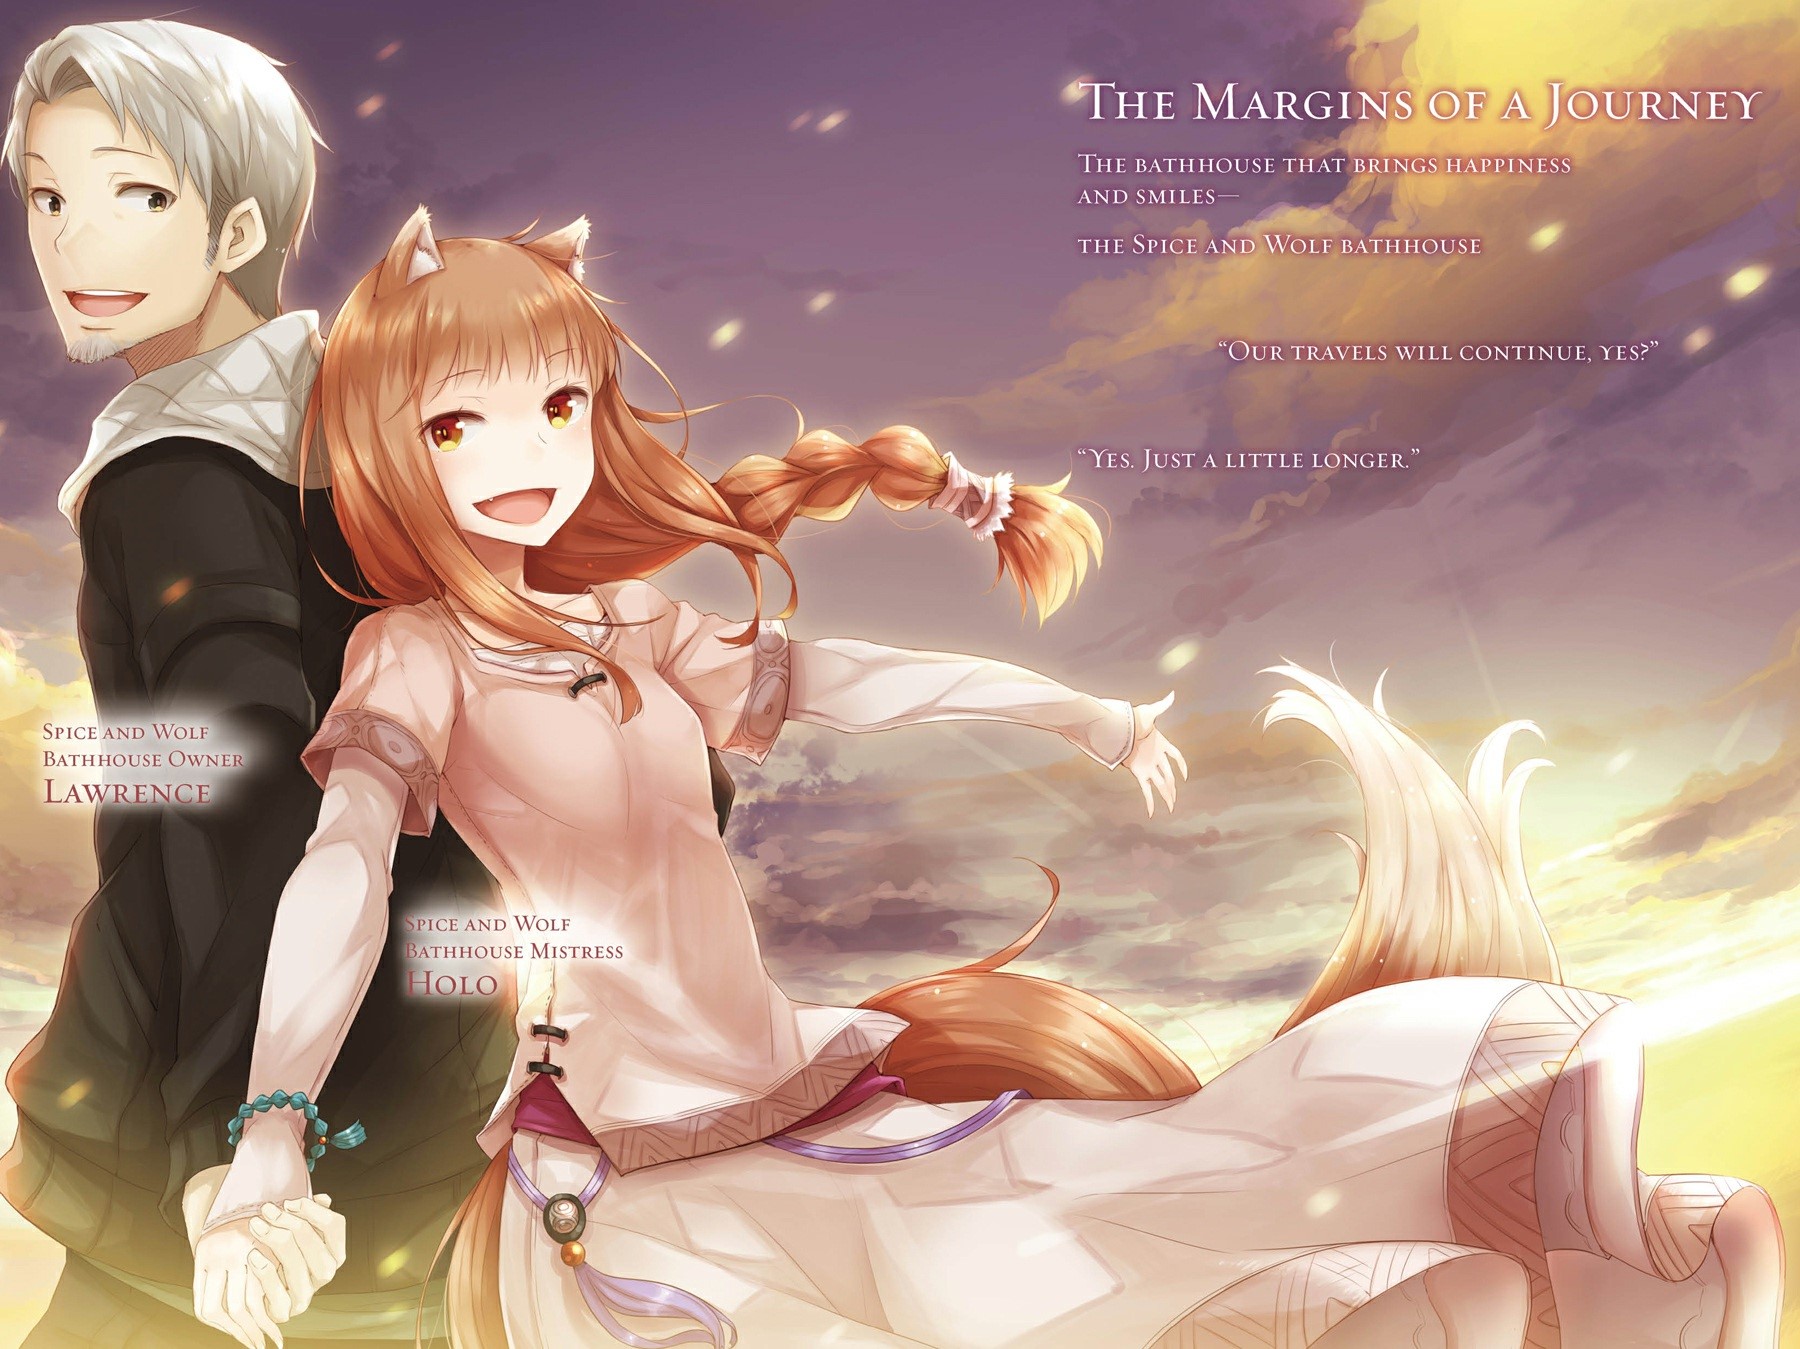 The Margins of a Journey
The bathhouse that brings happiness
and smiles—
the Spice and Wolf bathhouse
“Our travels will continue, yes?”
“Yes. Just a little longer.”
Spice and Wolf
Bathhouse Owner
Lawrence
Spice and Wolf
Bathhouse Mistress
Holo